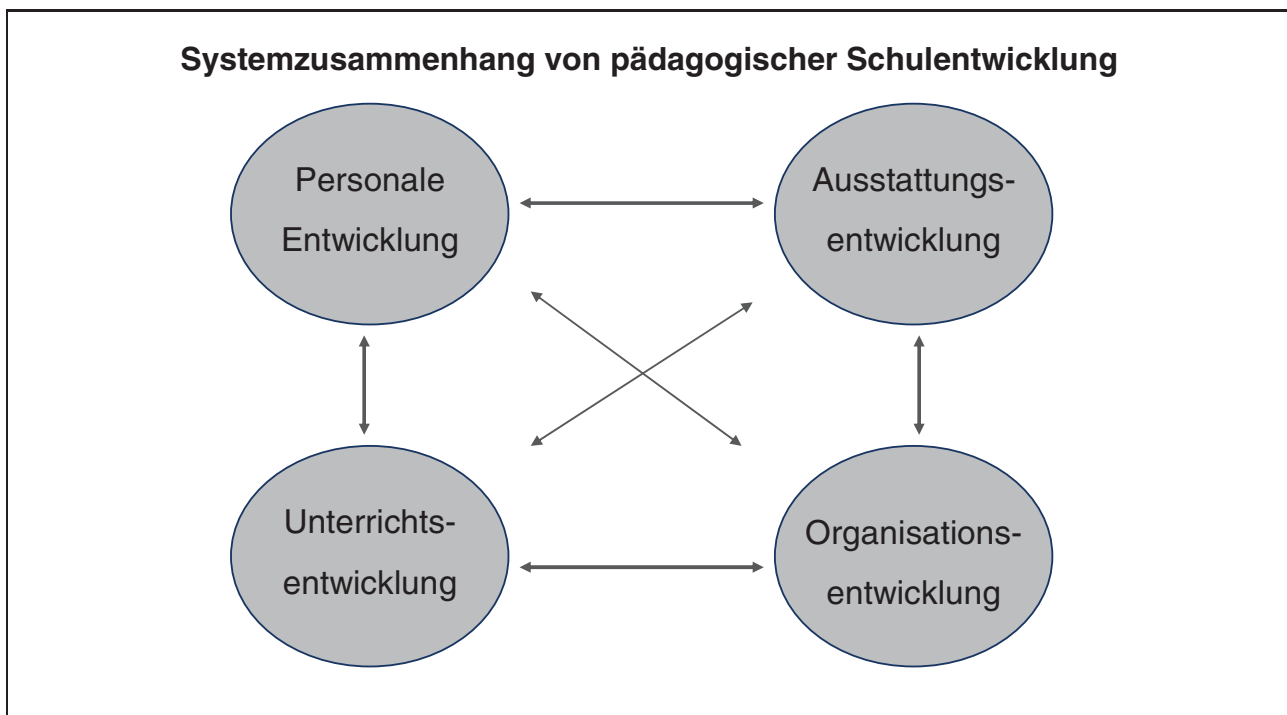 Systemzusammenhang von pädagogischer Schulentwicklung
Personale
Entwicklung
Ausstattungs-
entwicklung
Unterrichts-
entwicklung
Organisations-
entwicklung